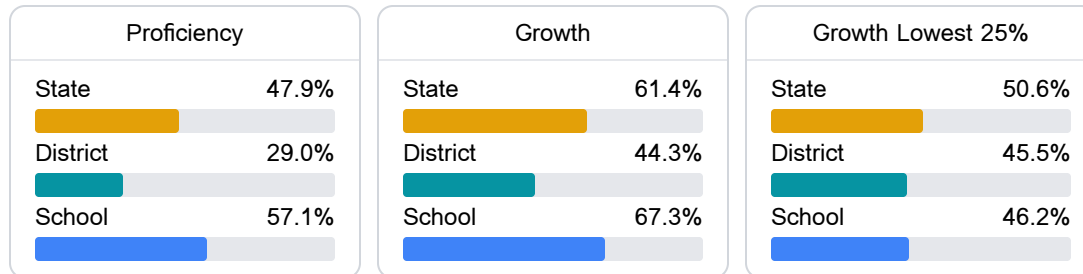 Proficiency
State 47.9%
District 29.0%
School 57.1%
Growth
State 61.4%
District 44.3%
School 67.3%
Growth Lowest 25%
State 50.6%
District 45.5%
School 46.2%